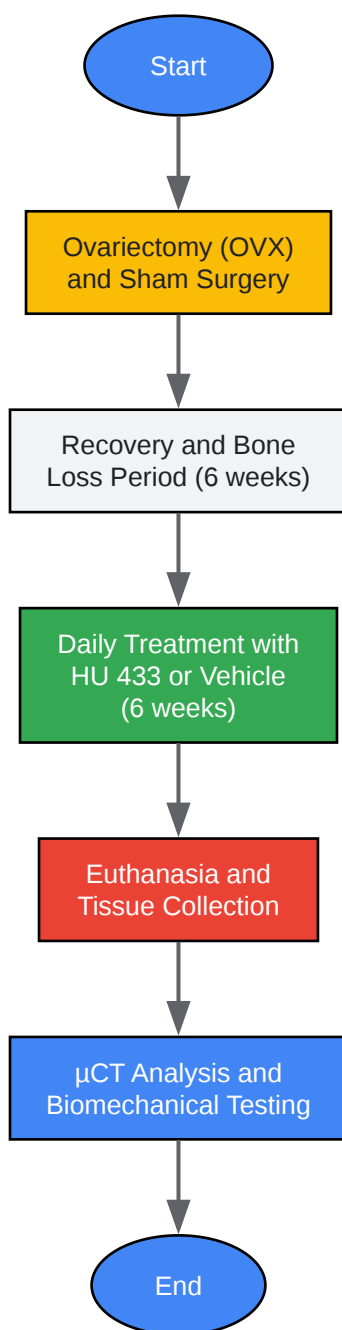 Start
Ovariectomy (OVX)
and Sham Surgery
Recovery and Bone
Loss Period (6 weeks)
Daily Treatment with
HU 433 or Vehicle
(6 weeks)
Euthanasia and
Tissue Collection
µCT Analysis and
Biomechanical Testing
End